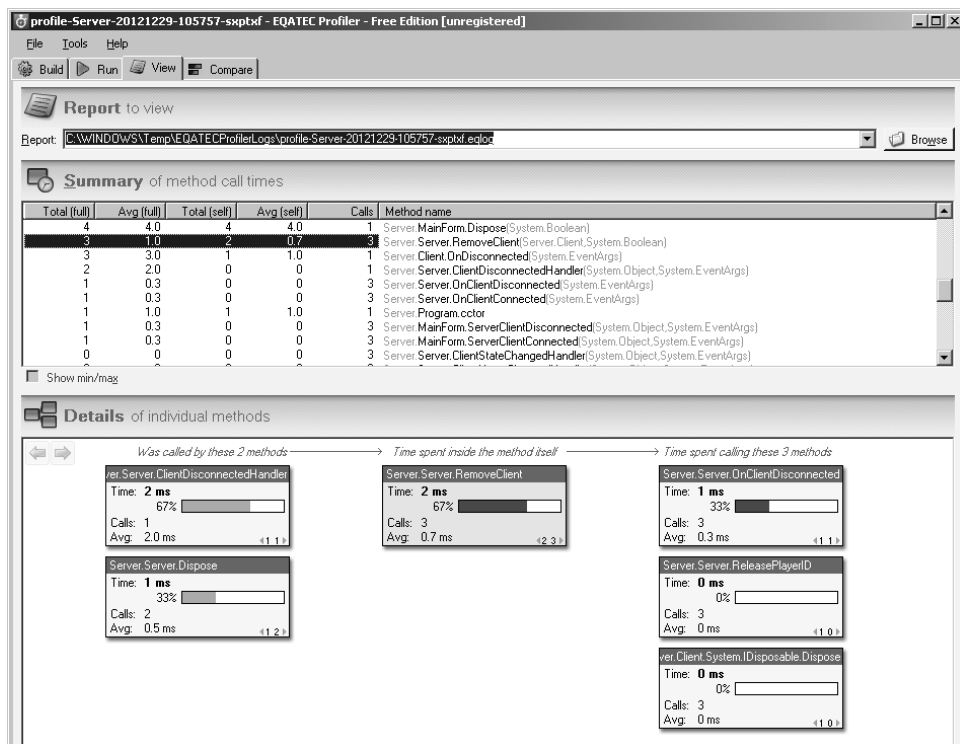 profile-Server-20121229-105757-sxptxf - EQATEC Profiler - Free Edition [unregistered]
File Tools Help
Build Run View Compare
Report to view
Report: C:\WINDOWS\Temp\EQATECProfilerLogs\profile-Server-20121229-105757-sxptxf.eqlog Browse
Summary of method call times
Total (full) Avg (full) Total (self) Avg (self) Calls Method name
4 4.0 4 4.0 1 Server.MainForm.Dispose(System.Boolean)
3 1.0 2 0.7 3 Server.Server.RemoveClient(Server.Client,System.Boolean)
3 3.0 1 1.0 1 Server.Client.OnDisconnected(System.EventArgs)
2 2.0 0 0 1 Server.Server.ClientDisconnectedHandler(System.Object,System.EventArgs)
1 0.3 0 0 3 Server.Server.OnClientDisconnected(System.EventArgs)
1 0.3 0 0 3 Server.Server.OnClientConnected(System.EventArgs)
1 1.0 1 1.0 1 Server.Program.cctor
1 0.3 0 0 3 Server.MainForm.ServerClientDisconnected(System.Object,System.EventArgs)
1 0.3 0 0 3 Server.MainForm.ServerClientConnected(System.Object,System.EventArgs)
0 0 0 0 3 Server.Server.ClientStateChangedHandler(System.Object,System.EventArgs)
Show min/max
Details of individual methods
Was called by these 2 methods Time spent inside the method itself Time spent calling these 3 methods
ver.Server.ClientDisconnectedHandler
Time: 2 ms
67%
Calls: 1
Avg: 2.0 ms 1 1
Server.Server.Dispose
Time: 1 ms
33%
Calls: 2
Avg: 0.5 ms 1 2
Server.Server.RemoveClient
Time: 2 ms
67%
Calls: 3
Avg: 0.7 ms 2 3
Server.Server.OnClientDisconnected
Time: 1 ms
33%
Calls: 3
Avg: 0.3 ms 1 1
Server.Server.ReleasePlayerID
Time: 0 ms
0%
Calls: 3
Avg: 0 ms 1 0
ver.Client.System.IDisposable.Dispose
Time: 0 ms
0%
Calls: 3
Avg: 0 ms 1 0